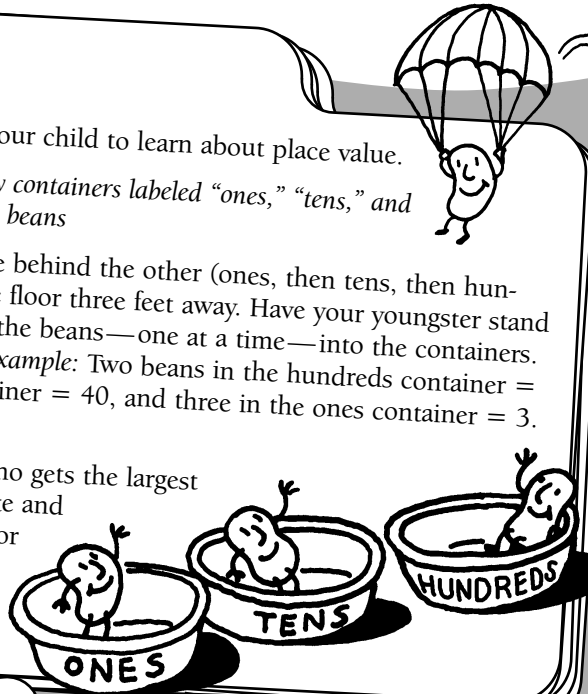 our child to learn about place value.
containers labeled “ones,” “tens,” and
beans
behind the other (ones, then tens, then hun-
floor three feet away. Have your youngster stand
the beans—one at a time—into the containers.
xample: Two beans in the hundreds container =
iner = 40, and three in the ones container = 3.
o gets the largest
and
or
ONES
TENS
HUNDREDS